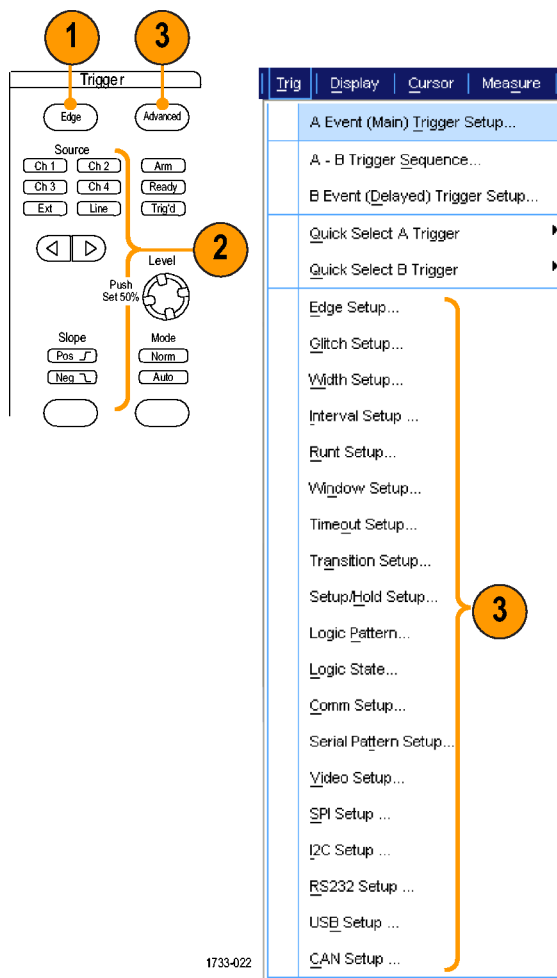 1
3
Trigger
Edge
Advanced
Source
Ch 1 Ch 2 Arm
Ch 3 Ch 4 Ready
Ext Line Trig'd
2
Level
Push
Set 50%
Slope Mode
Pos Norm
Neg Auto
Trig Display Cursor Measure
A Event (Main) Trigger Setup...
A - B Trigger Sequence...
B Event (Delayed) Trigger Setup...
Quick Select A Trigger
Quick Select B Trigger
Edge Setup...
Glitch Setup...
Width Setup...
Interval Setup ...
Runt Setup...
Window Setup...
Timeout Setup...
Transition Setup...
Setup/Hold Setup...
3
Logic Pattern...
Logic State...
Comm Setup...
Serial Pattern Setup...
Video Setup...
SPI Setup ...
I2C Setup ...
RS232 Setup ...
USB Setup ...
CAN Setup ...
1733-022